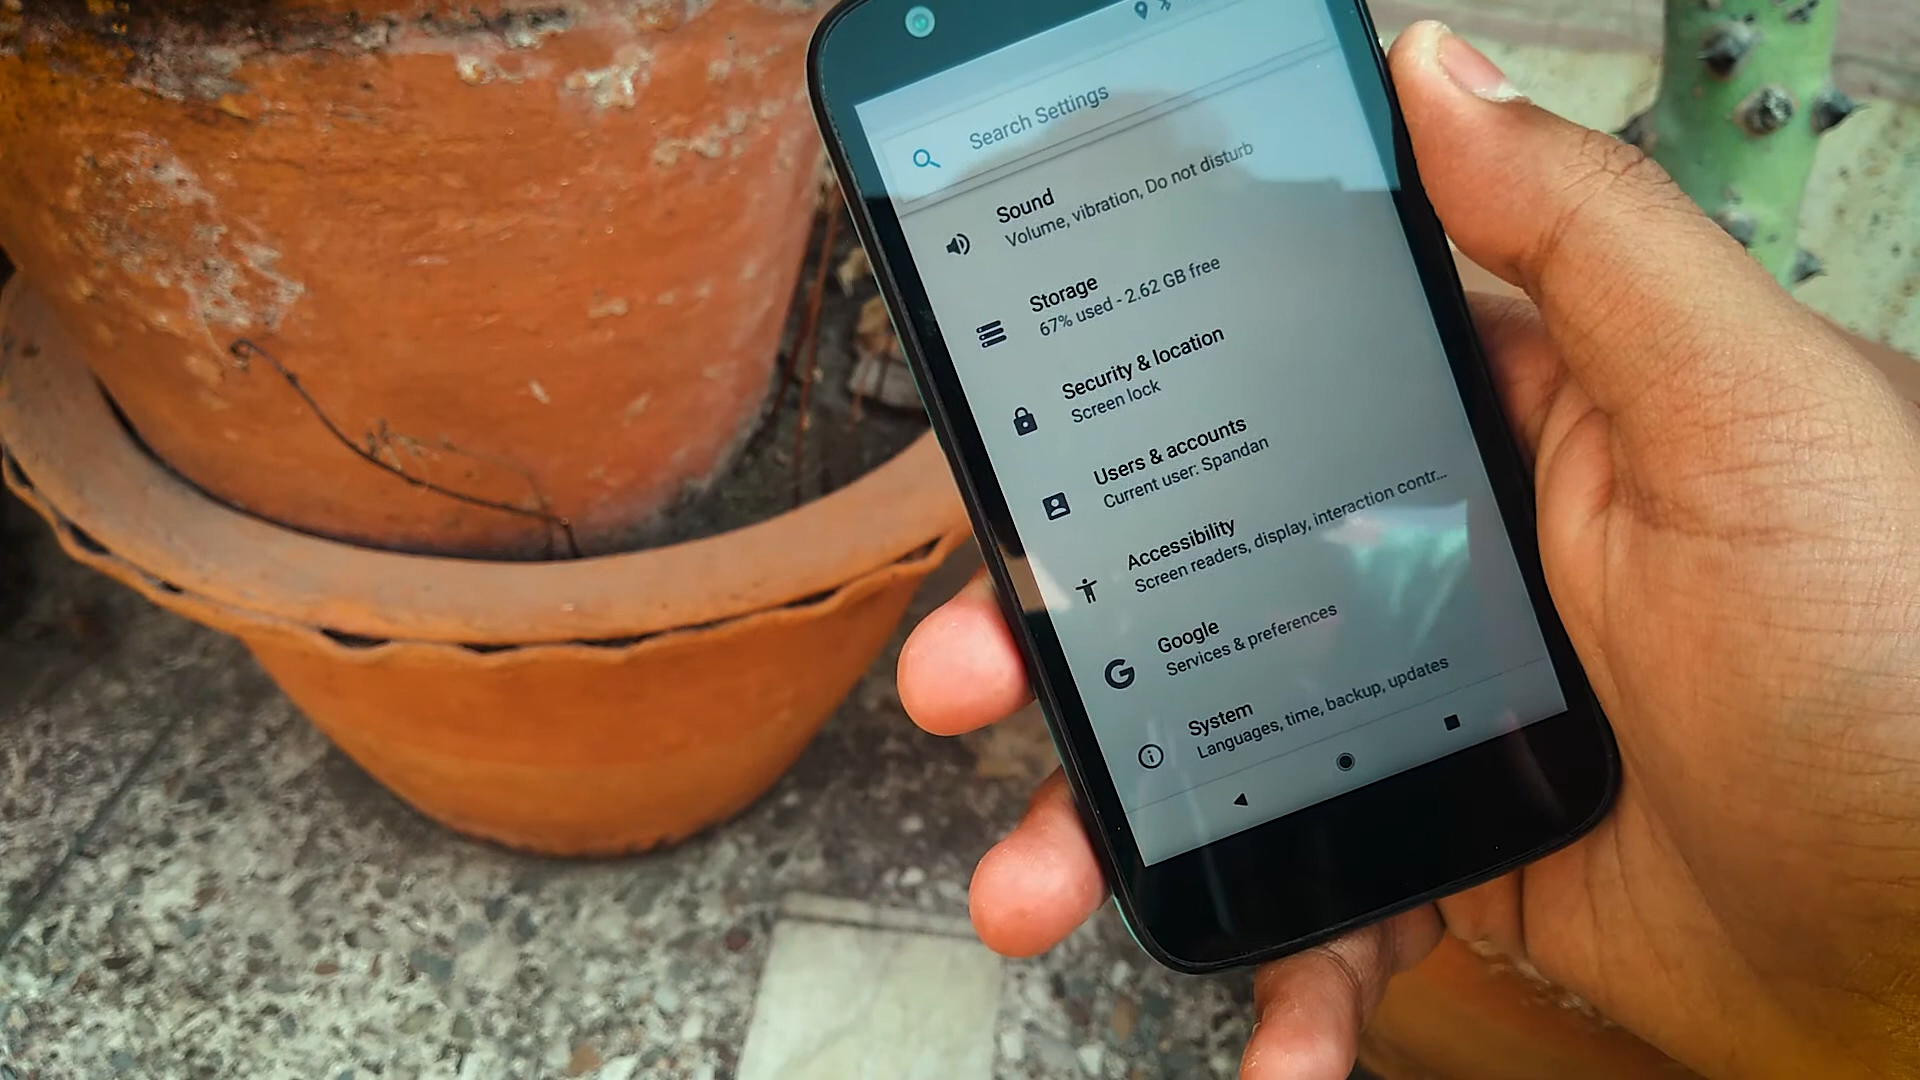 Search Settings
Sound
Volume, vibration, Do not disturb
Storage
67% used - 2.62 GB free
Security & location
Screen lock
Users & accounts
Current user: Spandan
Accessibility
Screen readers, display, interaction contr...
Google
Services & preferences
System
Languages, time, backup, updates